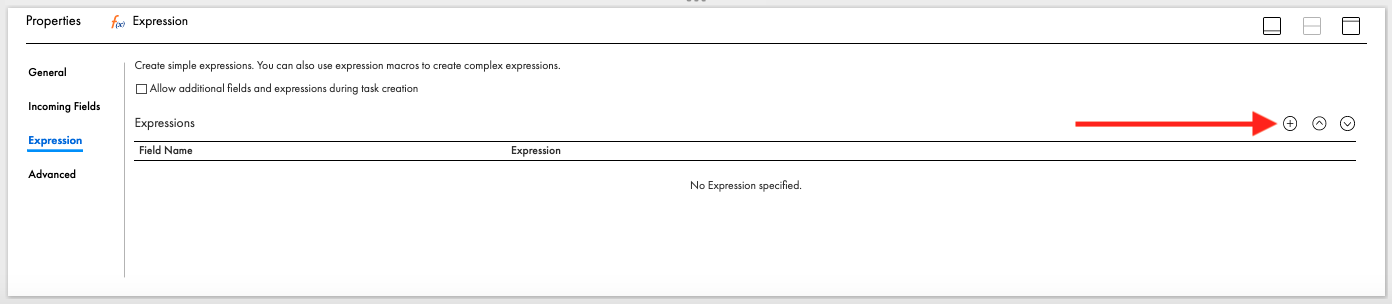 Properties f(x) Expression
General
Incoming Fields
Expression
Advanced
Create simple expressions. You can also use expression macros to create complex expressions.
Allow additional fields and expressions during task creation
Expressions
Field Name Expression
No Expression specified.